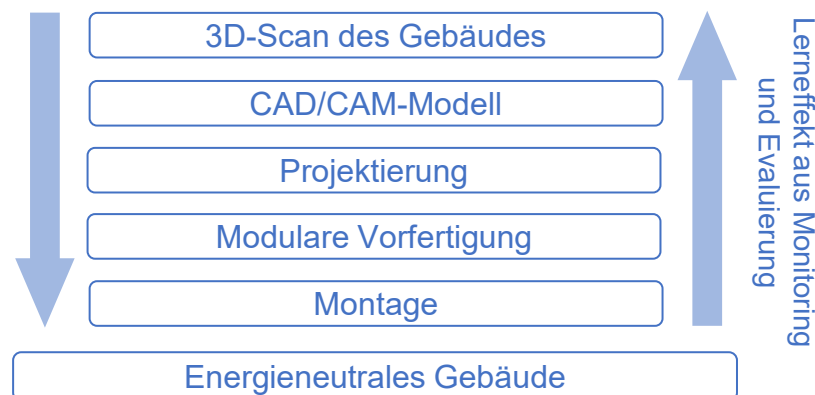 3D-Scan des Gebäudes
CAD/CAM-Modell
Projektierung
Modulare Vorfertigung
Montage
Energieneutrales Gebäude
Lerneffekt aus Monitoring
und Evaluierung